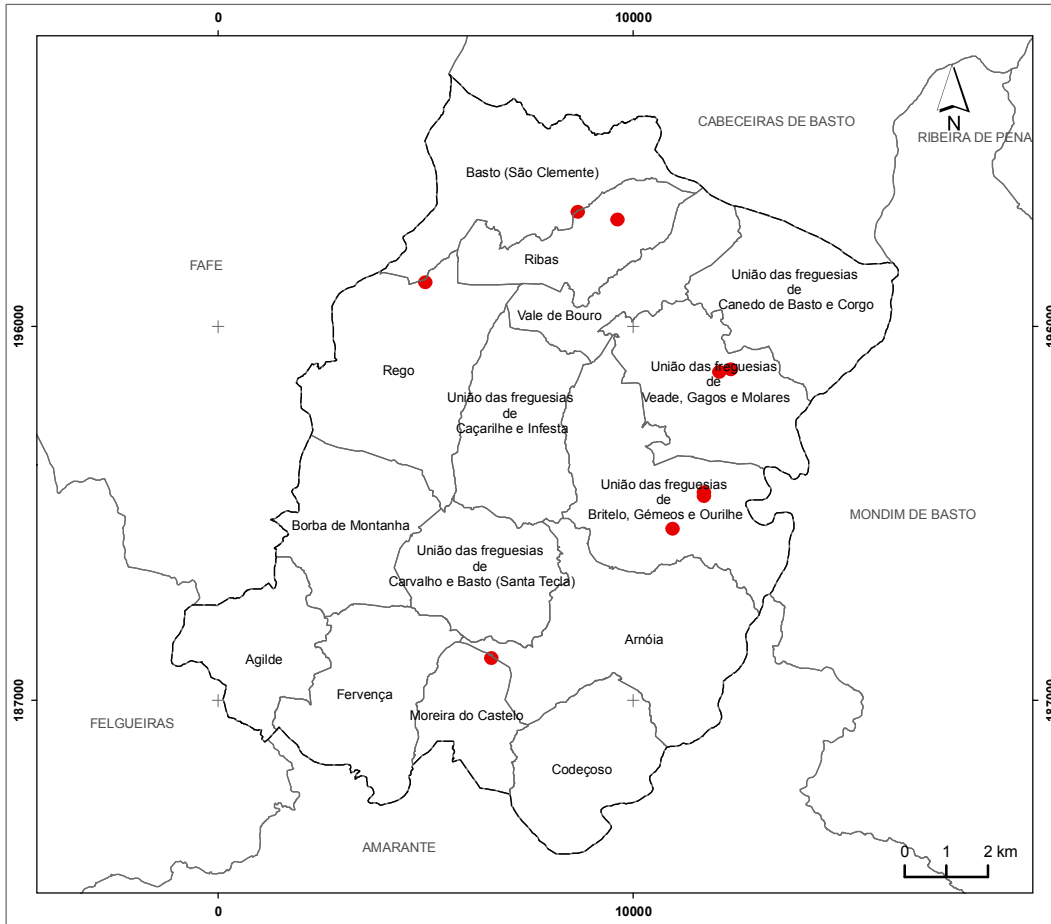 0 10000
CABECEIRAS DE BASTO
N
RIBEIRA DE PENA
Basto (São Clemente)
FAFE
Ribas
União das freguesias
de
Canedo de Basto e Corgo
Vale de Bouro
196000
196000
Rego
União das freguesias
de
Veade, Gagos e Molares
União das freguesias
de
Caçarilhe e Infesta
União das freguesias
de
Britelo, Gémeos e Ourilhe
MONDIM DE BASTO
Borba de Montanha
União das freguesias
de
Carvalho e Basto (Santa Tecla)
Arnóia
Agilde
Fervença
187000
187000
Moreira do Castelo
FELGUEIRAS
Codeçoso
AMARANTE
0 1 2 km
0 10000